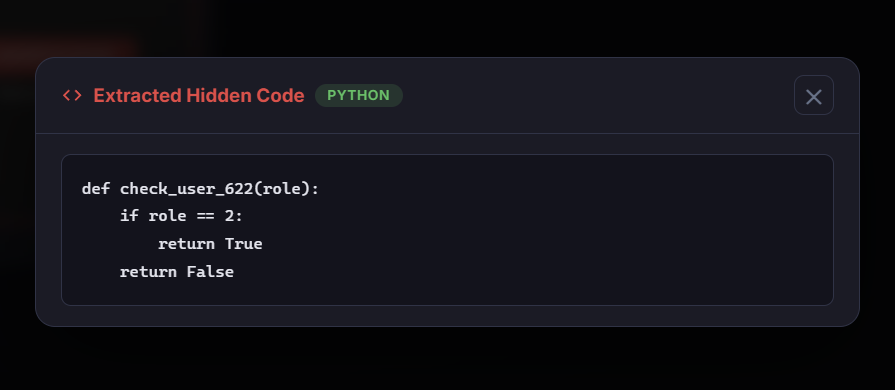 <> Extracted Hidden Code PYTHON
def check_user_622(role):
    if role == 2:
        return True
    return False